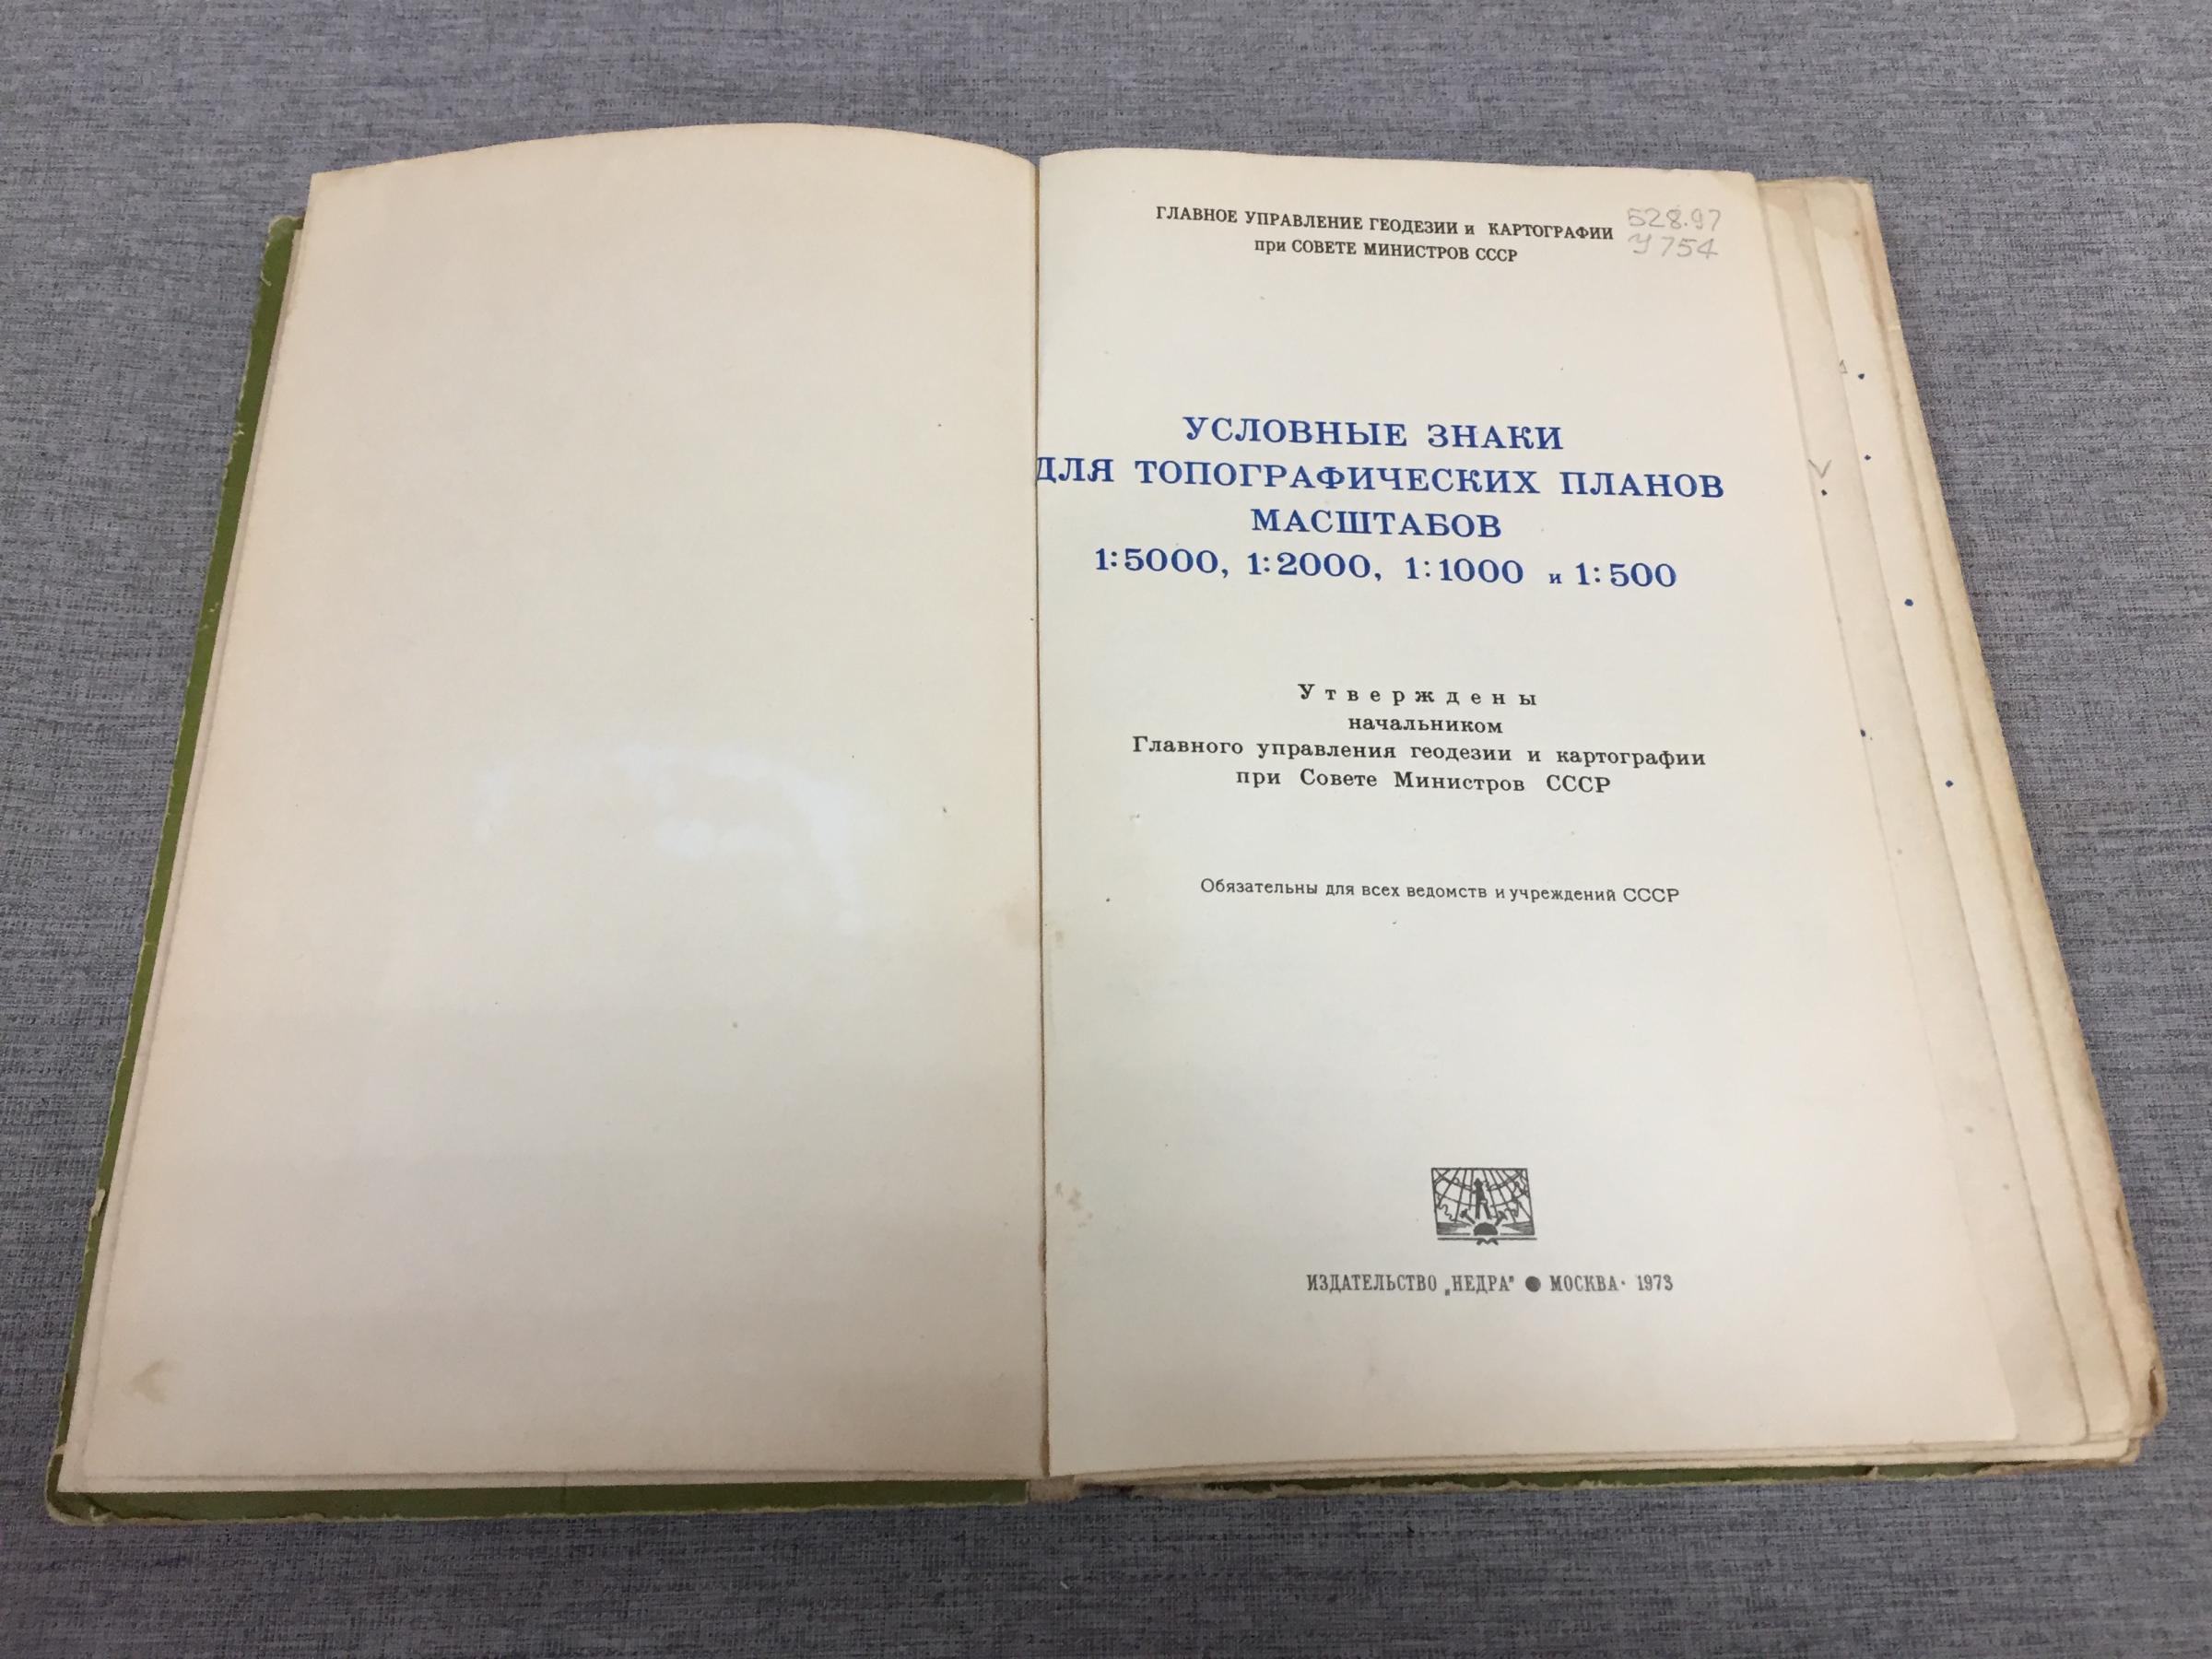 ГЛАВНОЕ УПРАВЛЕНИЕ ГЕОДЕЗИИ и КАРТОГРАФИИ
при СОВЕТЕ МИНИСТРОВ СССР
528.97
У 754
УСЛОВНЫЕ ЗНАКИ
ДЛЯ ТОПОГРАФИЧЕСКИХ ПЛАНОВ
МАСШТАБОВ
1:5000, 1:2000, 1:1000 и 1:500
Утверждены
начальником
Главного управления геодезии и картографии
при Совете Министров СССР
Обязательны для всех ведомств и учреждений СССР
ИЗДАТЕЛЬСТВО „НЕДРА" ● МОСКВА· 1973